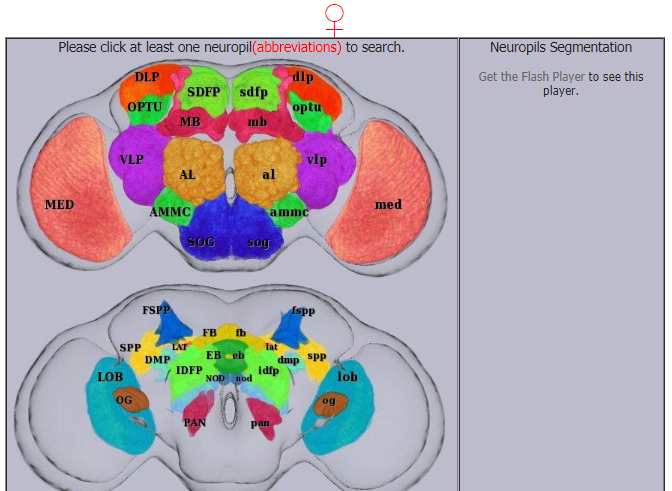 Please click at least one neuropil(abbreviations) to search.
Neuropils Segmentation
Get the Flash Player to see this
player.
DLP dlp
SDFP sdfp
OPTU optu
MB mb
VLP vlp
AL al
MED med
AMMC ammc
SOG sog
FSPP fspp
FB fb
SPP LAT lat spp
DMP EB eb dmp
IDFP idfp
LOB NOD nod lob
OG og
PAN pan